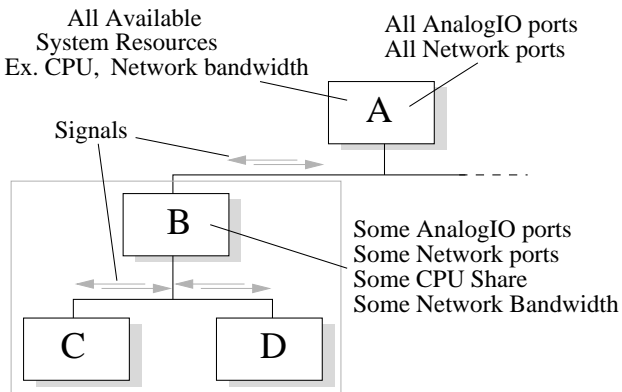 All Available
System Resources
Ex. CPU, Network bandwidth
All AnalogIO ports
All Network ports
A
Signals
B
Some AnalogIO ports
Some Network ports
Some CPU Share
Some Network Bandwidth
C
D